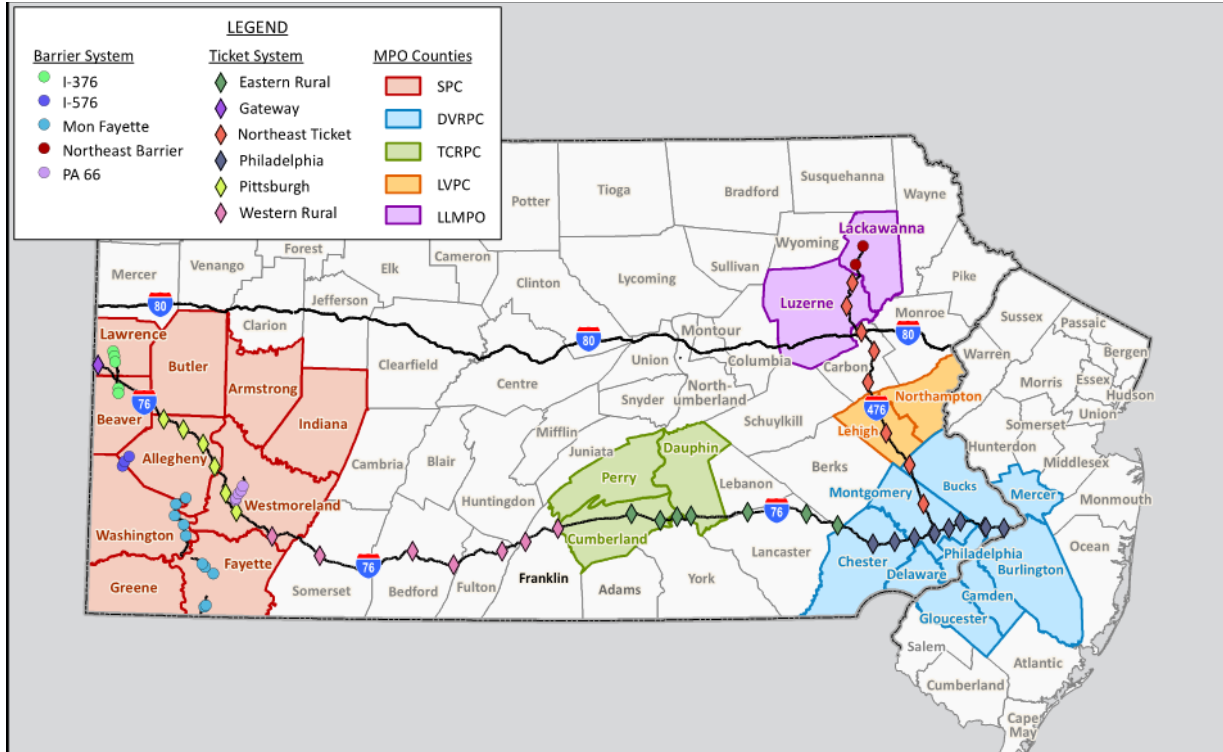 LEGEND
Barrier System
I-376
I-576
Mon Fayette
Northeast Barrier
PA 66
Ticket System
Eastern Rural
Gateway
Northeast Ticket
Philadelphia
Pittsburgh
Western Rural
MPO Counties
SPC
DVRPC
TCRPC
LVPC
LLMPO
Potter
Tioga
Bradford
Susquehanna
Wayne
Wyoming
Lackawanna
Mercer
Venango
Forest
Elk
Cameron
Clinton
Lycoming
Sullivan
Pike
Jefferson
Luzerne
Monroe
80
80
80
Lawrence
Clarion
Butler
Armstrong
Clearfield
Centre
Union
Montour
Columbia
Carbon
Sussex
Passaic
Bergen
Warren
Morris
Essex
Hudson
Union
76
Beaver
Indiana
Snyder
North-
umberland
Schuylkill
476
Northampton
Lehigh
Somerset
Hunterdon
Middlesex
Allegheny
Westmoreland
Cambria
Blair
Huntingdon
Mifflin
Juniata
Perry
Dauphin
Lebanon
Berks
Montgomery
Bucks
Mercer
Monmouth
76
Washington
Fayette
Greene
Somerset
76
Bedford
Fulton
Franklin
Cumberland
Adams
York
Lancaster
Chester
Delaware
Philadelphia
Burlington
Camden
Gloucester
Ocean
Salem
Atlantic
Cumberland
Cape
May